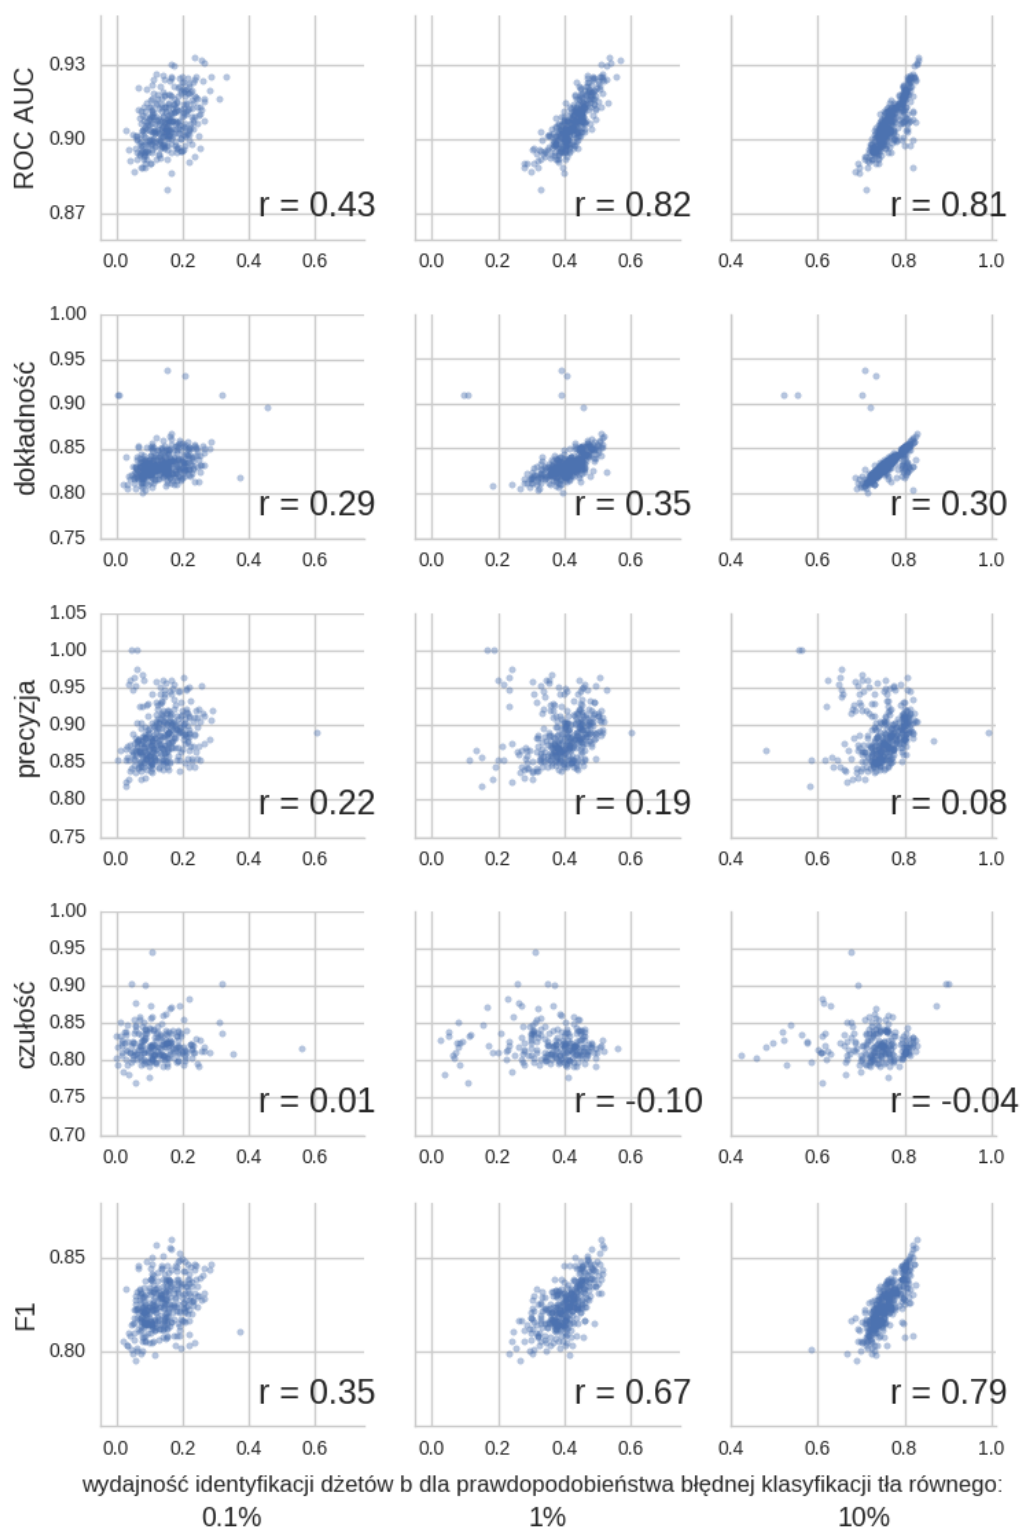 ROC AUC
0.93
0.90
0.87
r = 0.43
r = 0.82
r = 0.81
0.0 0.2 0.4 0.6
0.0 0.2 0.4 0.6
0.4 0.6 0.8 1.0
dokładność
1.00
0.95
0.90
0.85
0.80
0.75
r = 0.29
r = 0.35
r = 0.30
0.0 0.2 0.4 0.6
0.0 0.2 0.4 0.6
0.4 0.6 0.8 1.0
precyzja
1.05
1.00
0.95
0.90
0.85
0.80
0.75
r = 0.22
r = 0.19
r = 0.08
0.0 0.2 0.4 0.6
0.0 0.2 0.4 0.6
0.4 0.6 0.8 1.0
czułość
1.00
0.95
0.90
0.85
0.80
0.75
0.70
r = 0.01
r = -0.10
r = -0.04
0.0 0.2 0.4 0.6
0.0 0.2 0.4 0.6
0.4 0.6 0.8 1.0
F1
0.85
0.80
r = 0.35
r = 0.67
r = 0.79
0.0 0.2 0.4 0.6
0.0 0.2 0.4 0.6
0.4 0.6 0.8 1.0
wydajność identyfikacji dżetów b dla prawdopodobieństwa błędnej klasyfikacji tła równego:
0.1% 1% 10%